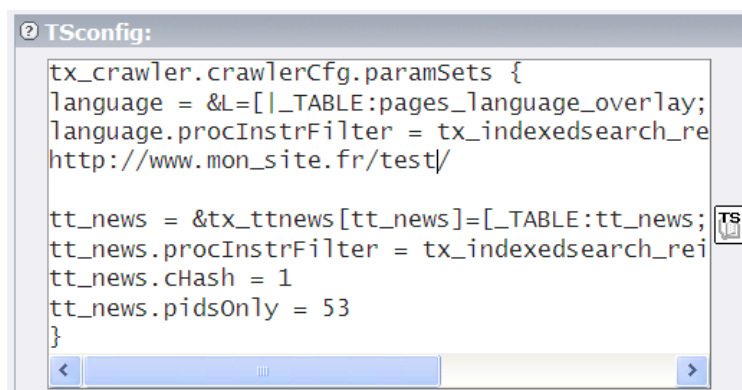 TSconfig:
tx_crawler.crawlerCfg.paramSets {
language = &L=[|_TABLE:pages_language_overlay;
language.procInstrFilter = tx_indexedsearch_re
http://www.mon_site.fr/test/
tt_news = &tx_ttnews[tt_news]=[_TABLE:tt_news;
TS
tt_news.procInstrFilter = tx_indexedsearch_rei
tt_news.cHash = 1
tt_news.pidsOnly = 53
}